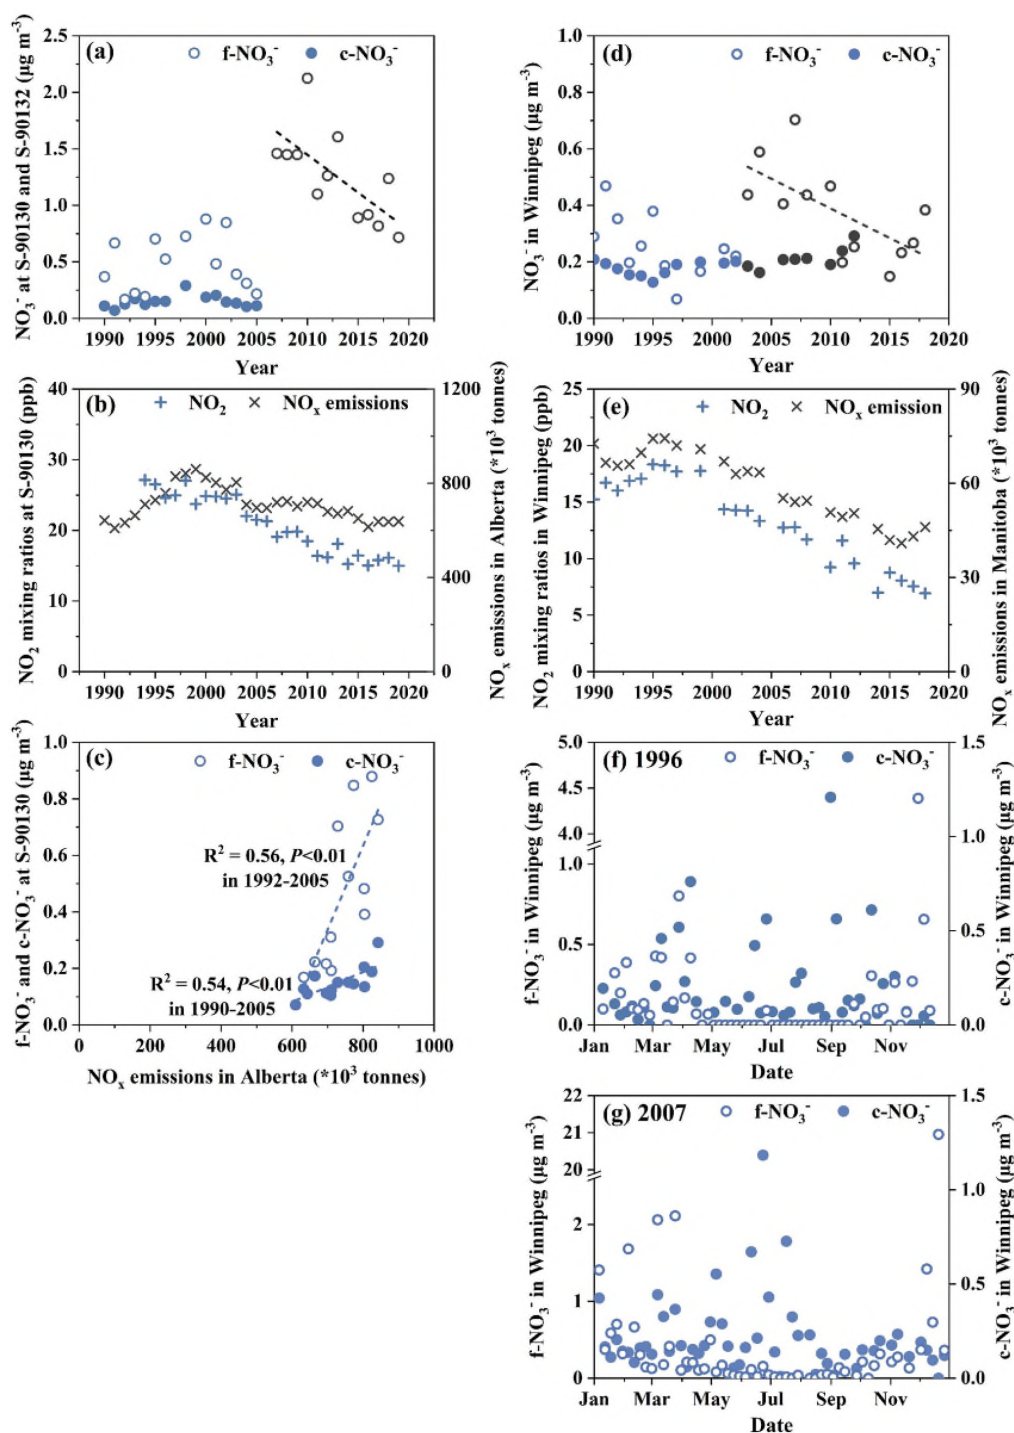 (a)
f-NO₃⁻
c-NO₃⁻
NO₃⁻ at S-90130 and S-90132 (μg m⁻³)
2.5
2.0
1.5
1.0
0.5
0.0
1990 1995 2000 2005 2010 2015 2020
Year
(d)
f-NO₃⁻
c-NO₃⁻
NO₃⁻ in Winnipeg (μg m⁻³)
1.0
0.8
0.6
0.4
0.2
0.0
1990 1995 2000 2005 2010 2015 2020
Year
(b)
NO₂
NOₓ emissions
NO₂ mixing ratios at S-90130 (ppb)
40
30
20
10
0
NOₓ emissions in Alberta (*10³ tonnes)
1200
800
400
0
1990 1995 2000 2005 2010 2015 2020
Year
(e)
NO₂
NOₓ emission
NO₂ mixing ratios in Winnipeg (ppb)
25
20
15
10
5
0
NOₓ emissions in Manitoba (*10³ tonnes)
90
60
30
0
1990 1995 2000 2005 2010 2015 2020
Year
(c)
f-NO₃⁻
c-NO₃⁻
f-NO₃⁻ and c-NO₃⁻ at S-90130 (μg m⁻³)
1.0
0.8
0.6
0.4
0.2
0.0
R² = 0.56, P<0.01
in 1992-2005
R² = 0.54, P<0.01
in 1990-2005
0 200 400 600 800 1000
NOₓ emissions in Alberta (*10³ tonnes)
(f) 1996
f-NO₃⁻
c-NO₃⁻
f-NO₃⁻ in Winnipeg (μg m⁻³)
5.0
4.5
4.0
1.0
0.5
0.0
c-NO₃⁻ in Winnipeg (μg m⁻³)
1.5
1.0
0.5
0.0
Jan Mar May Jul Sep Nov
Date
(g) 2007
f-NO₃⁻
c-NO₃⁻
f-NO₃⁻ in Winnipeg (μg m⁻³)
22
21
20
2
1
0
c-NO₃⁻ in Winnipeg (μg m⁻³)
1.5
1.0
0.5
0.0
Jan Mar May Jul Sep Nov
Date